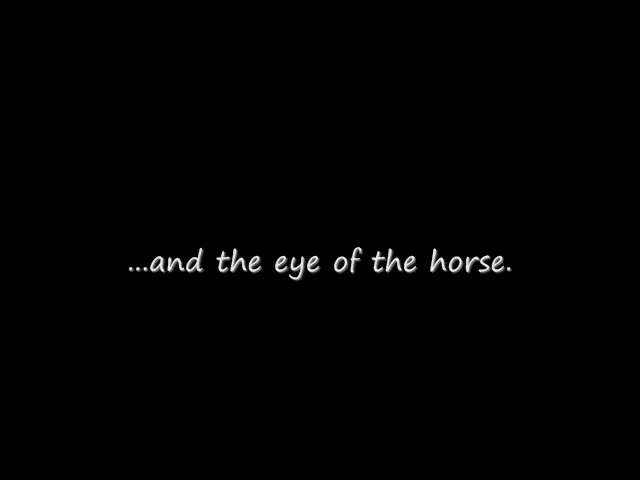 ...and the eye of the horse.